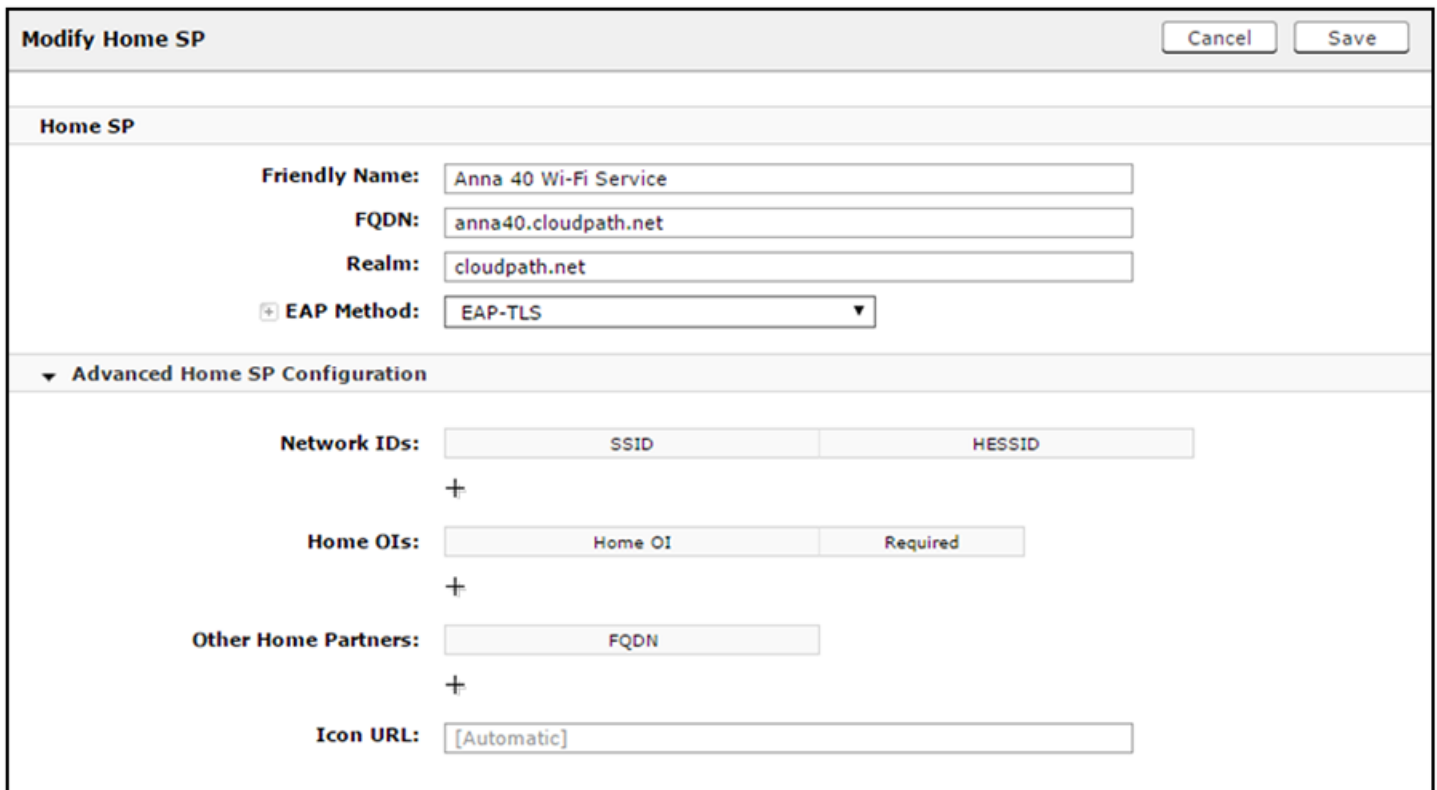 Modify Home SP Cancel Save
Home SP
Friendly Name: Anna 40 Wi-Fi Service
FQDN: anna40.cloudpath.net
Realm: cloudpath.net
EAP Method: EAP-TLS
Advanced Home SP Configuration
Network IDs: SSID HESSID
Home OIs: Home OI Required
Other Home Partners: FQDN
Icon URL: [Automatic]